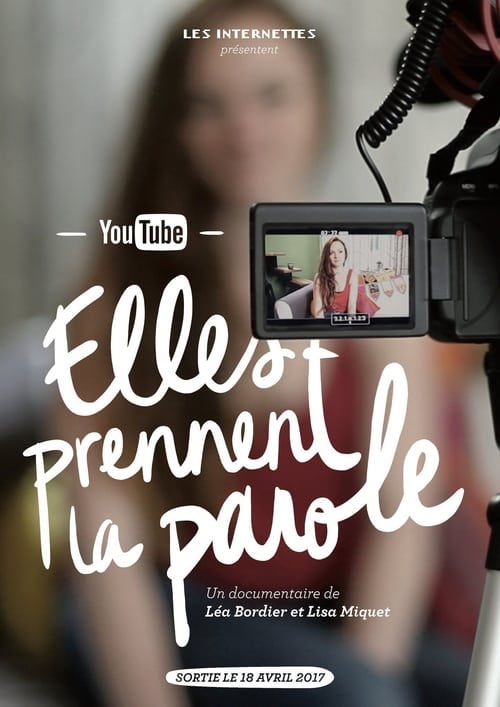 LES INTERNETTES
présentent
YouTube
Elles
prennent
la parole
Un documentaire de
Léa Bordier et Lisa Miquet
SORTIE LE 18 AVRIL 2017